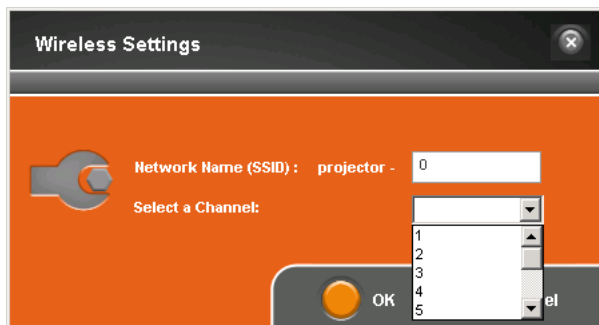 Wireless Settings
Network Name (SSID) : projector - 0
Select a Channel:
1
2
3
4
5
OK
el